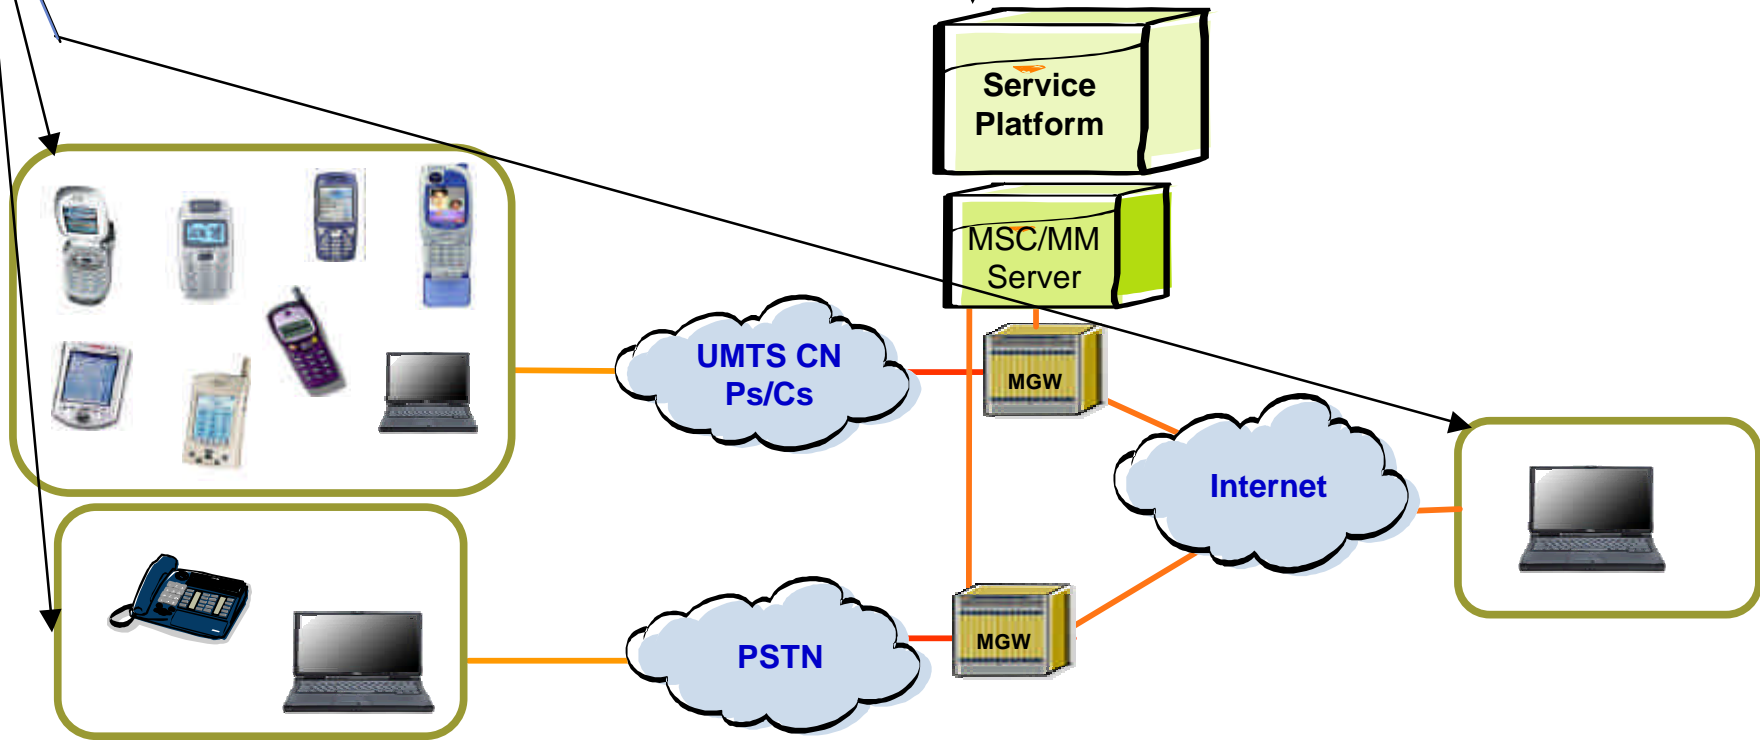 Service
Platform
MSC/MM
Server
UMTS CN
Ps/Cs
MGW
Internet
PSTN
MGW